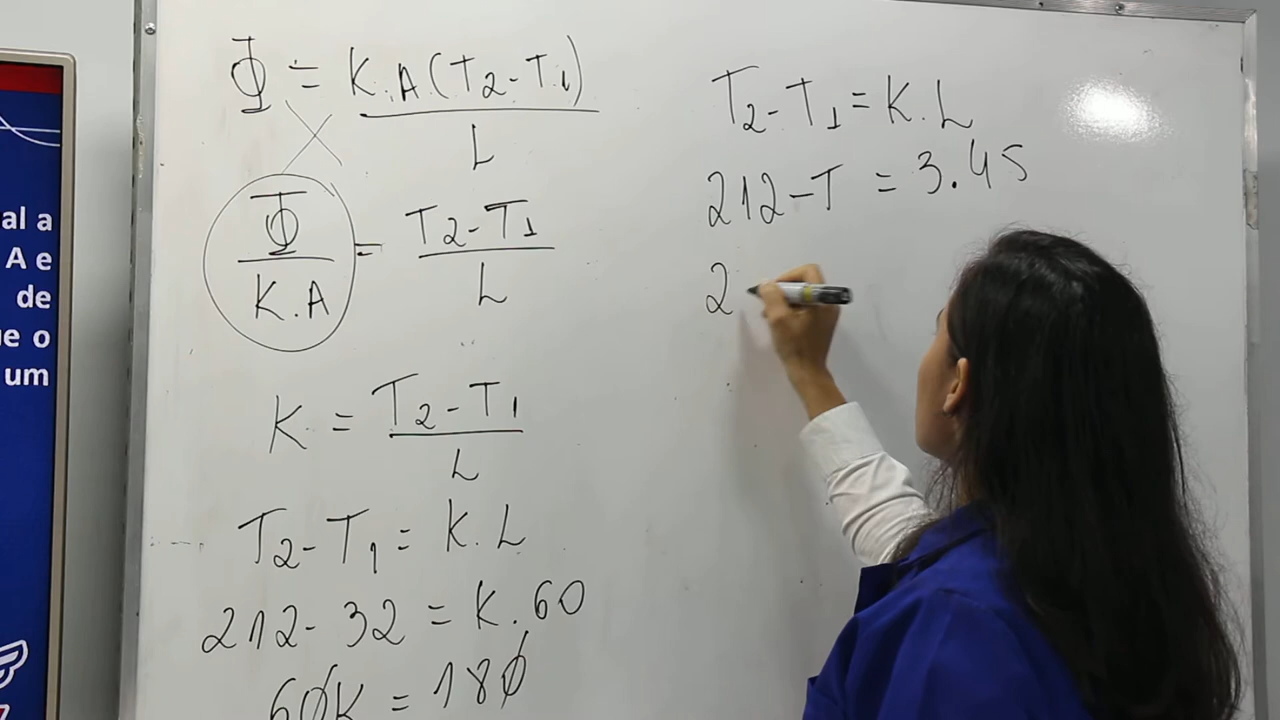 al a
A e
de
e o
um
Φ = K.A(T2-T1)
L
Φ = T2-T1
K.A L
K = T2-T1
L
T2-T1 = K.L
212-32 = K.60
60K = 180
T2-T1 = K.L
212-T = 3.45
2